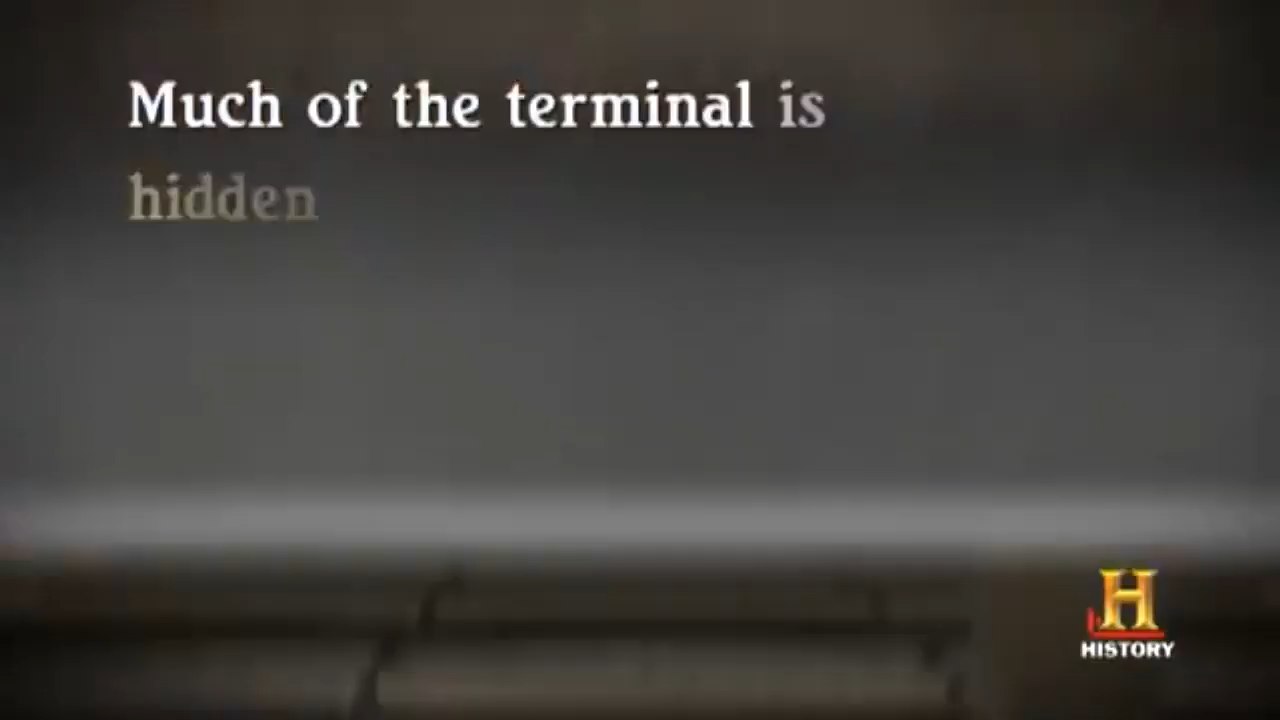 Much of the terminal is
hidden
H
HISTORY